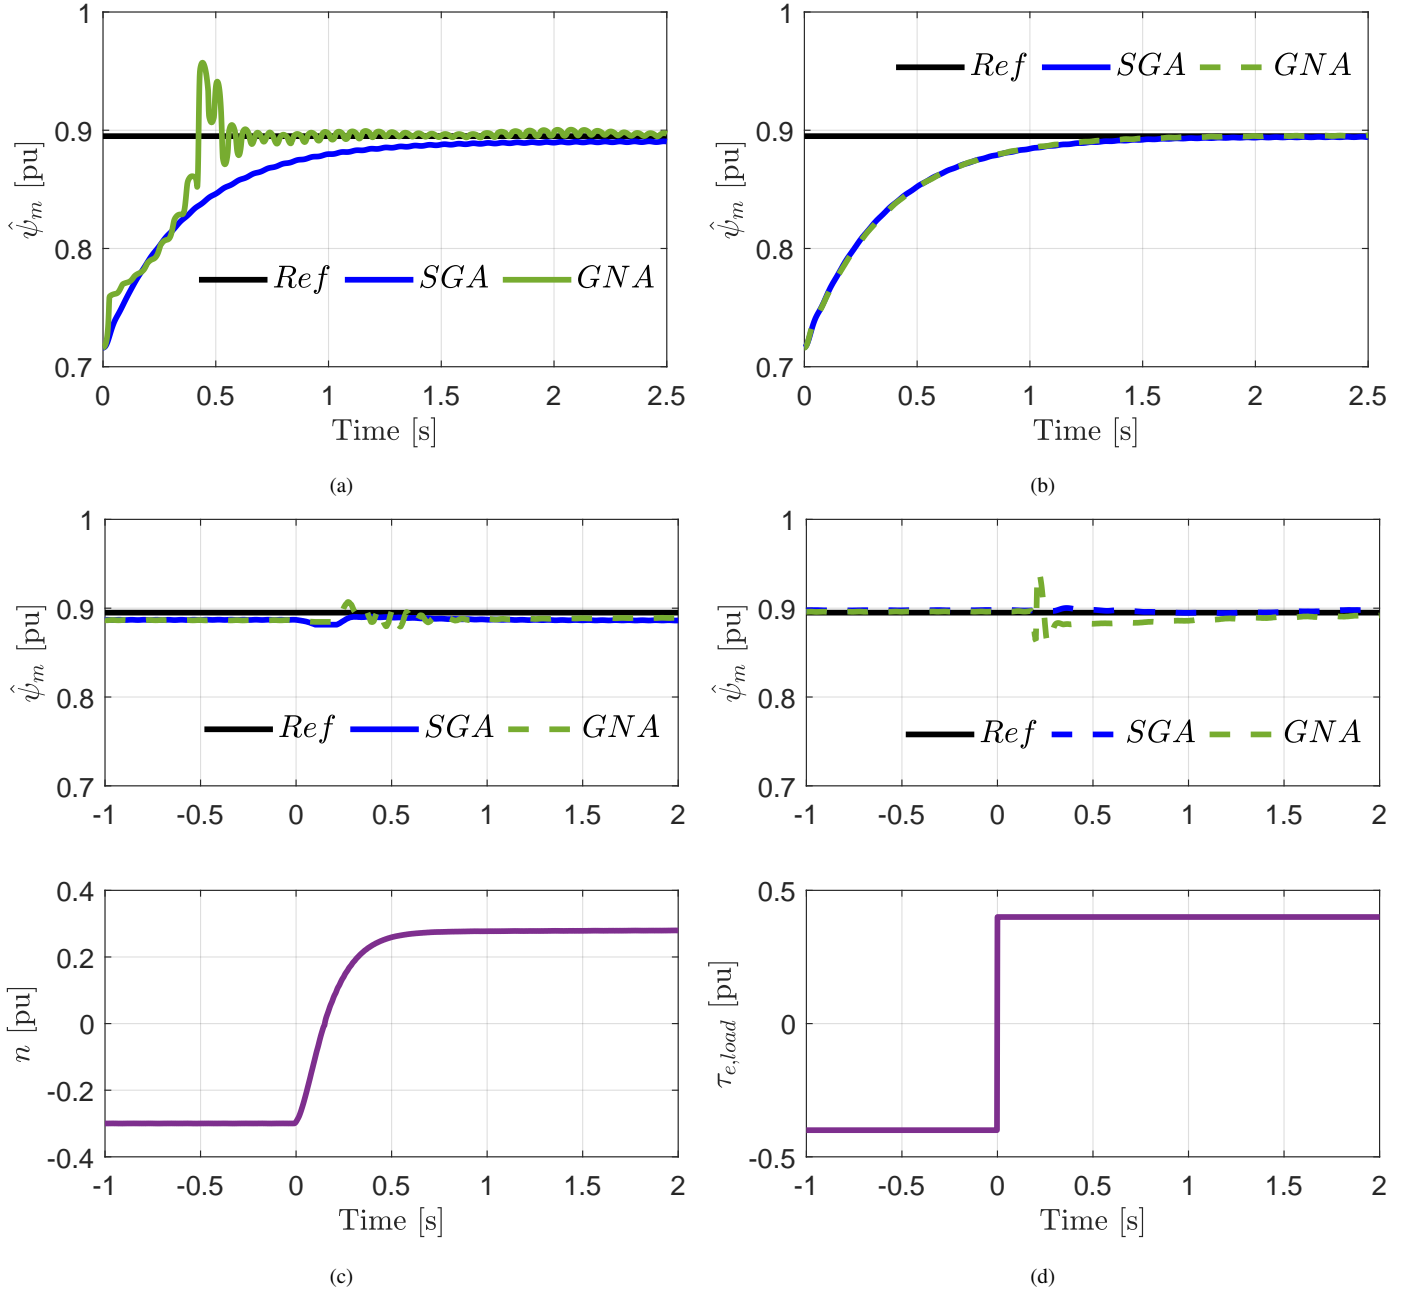 1
0.9
0.8
0.7
ψ̂_m [pu]
Ref SGA GNA
0 0.5 1 1.5 2 2.5
Time [s]
(a)
1
0.9
0.8
0.7
ψ̂_m [pu]
Ref SGA GNA
0 0.5 1 1.5 2 2.5
Time [s]
(b)
1
0.9
0.8
0.7
ψ̂_m [pu]
Ref SGA GNA
-1 -0.5 0 0.5 1 1.5 2
0.4
0.2
0
-0.2
-0.4
n [pu]
-1 -0.5 0 0.5 1 1.5 2
Time [s]
(c)
1
0.9
0.8
0.7
ψ̂_m [pu]
Ref SGA GNA
-1 -0.5 0 0.5 1 1.5 2
0.5
0
-0.5
τ_{e,load} [pu]
-1 -0.5 0 0.5 1 1.5 2
Time [s]
(d)